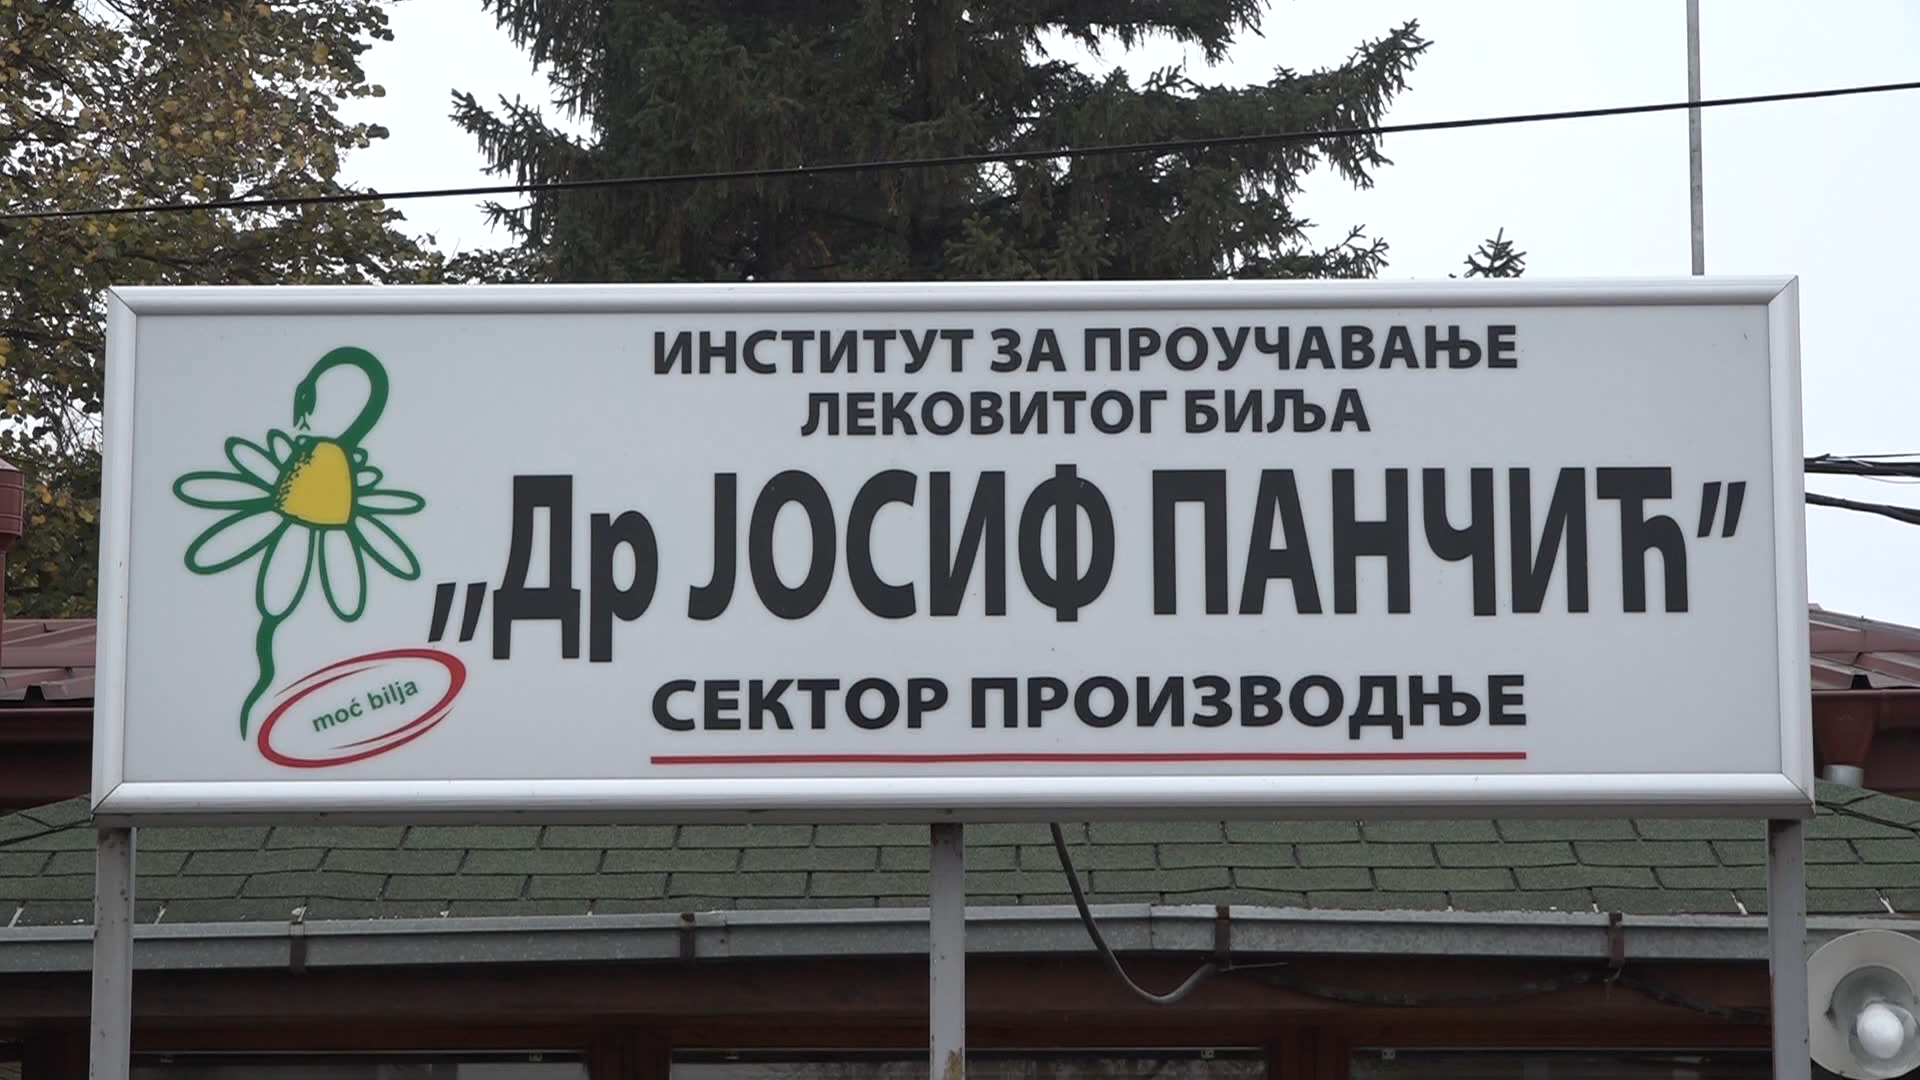 ИНСТИТУТ ЗА ПРОУЧАВАЊЕ
ЛЕКОВИТОГ БИЉА
„Др ЈОСИФ ПАНЧИЋ”
СЕКТОР ПРОИЗВОДЊЕ
moć bilja